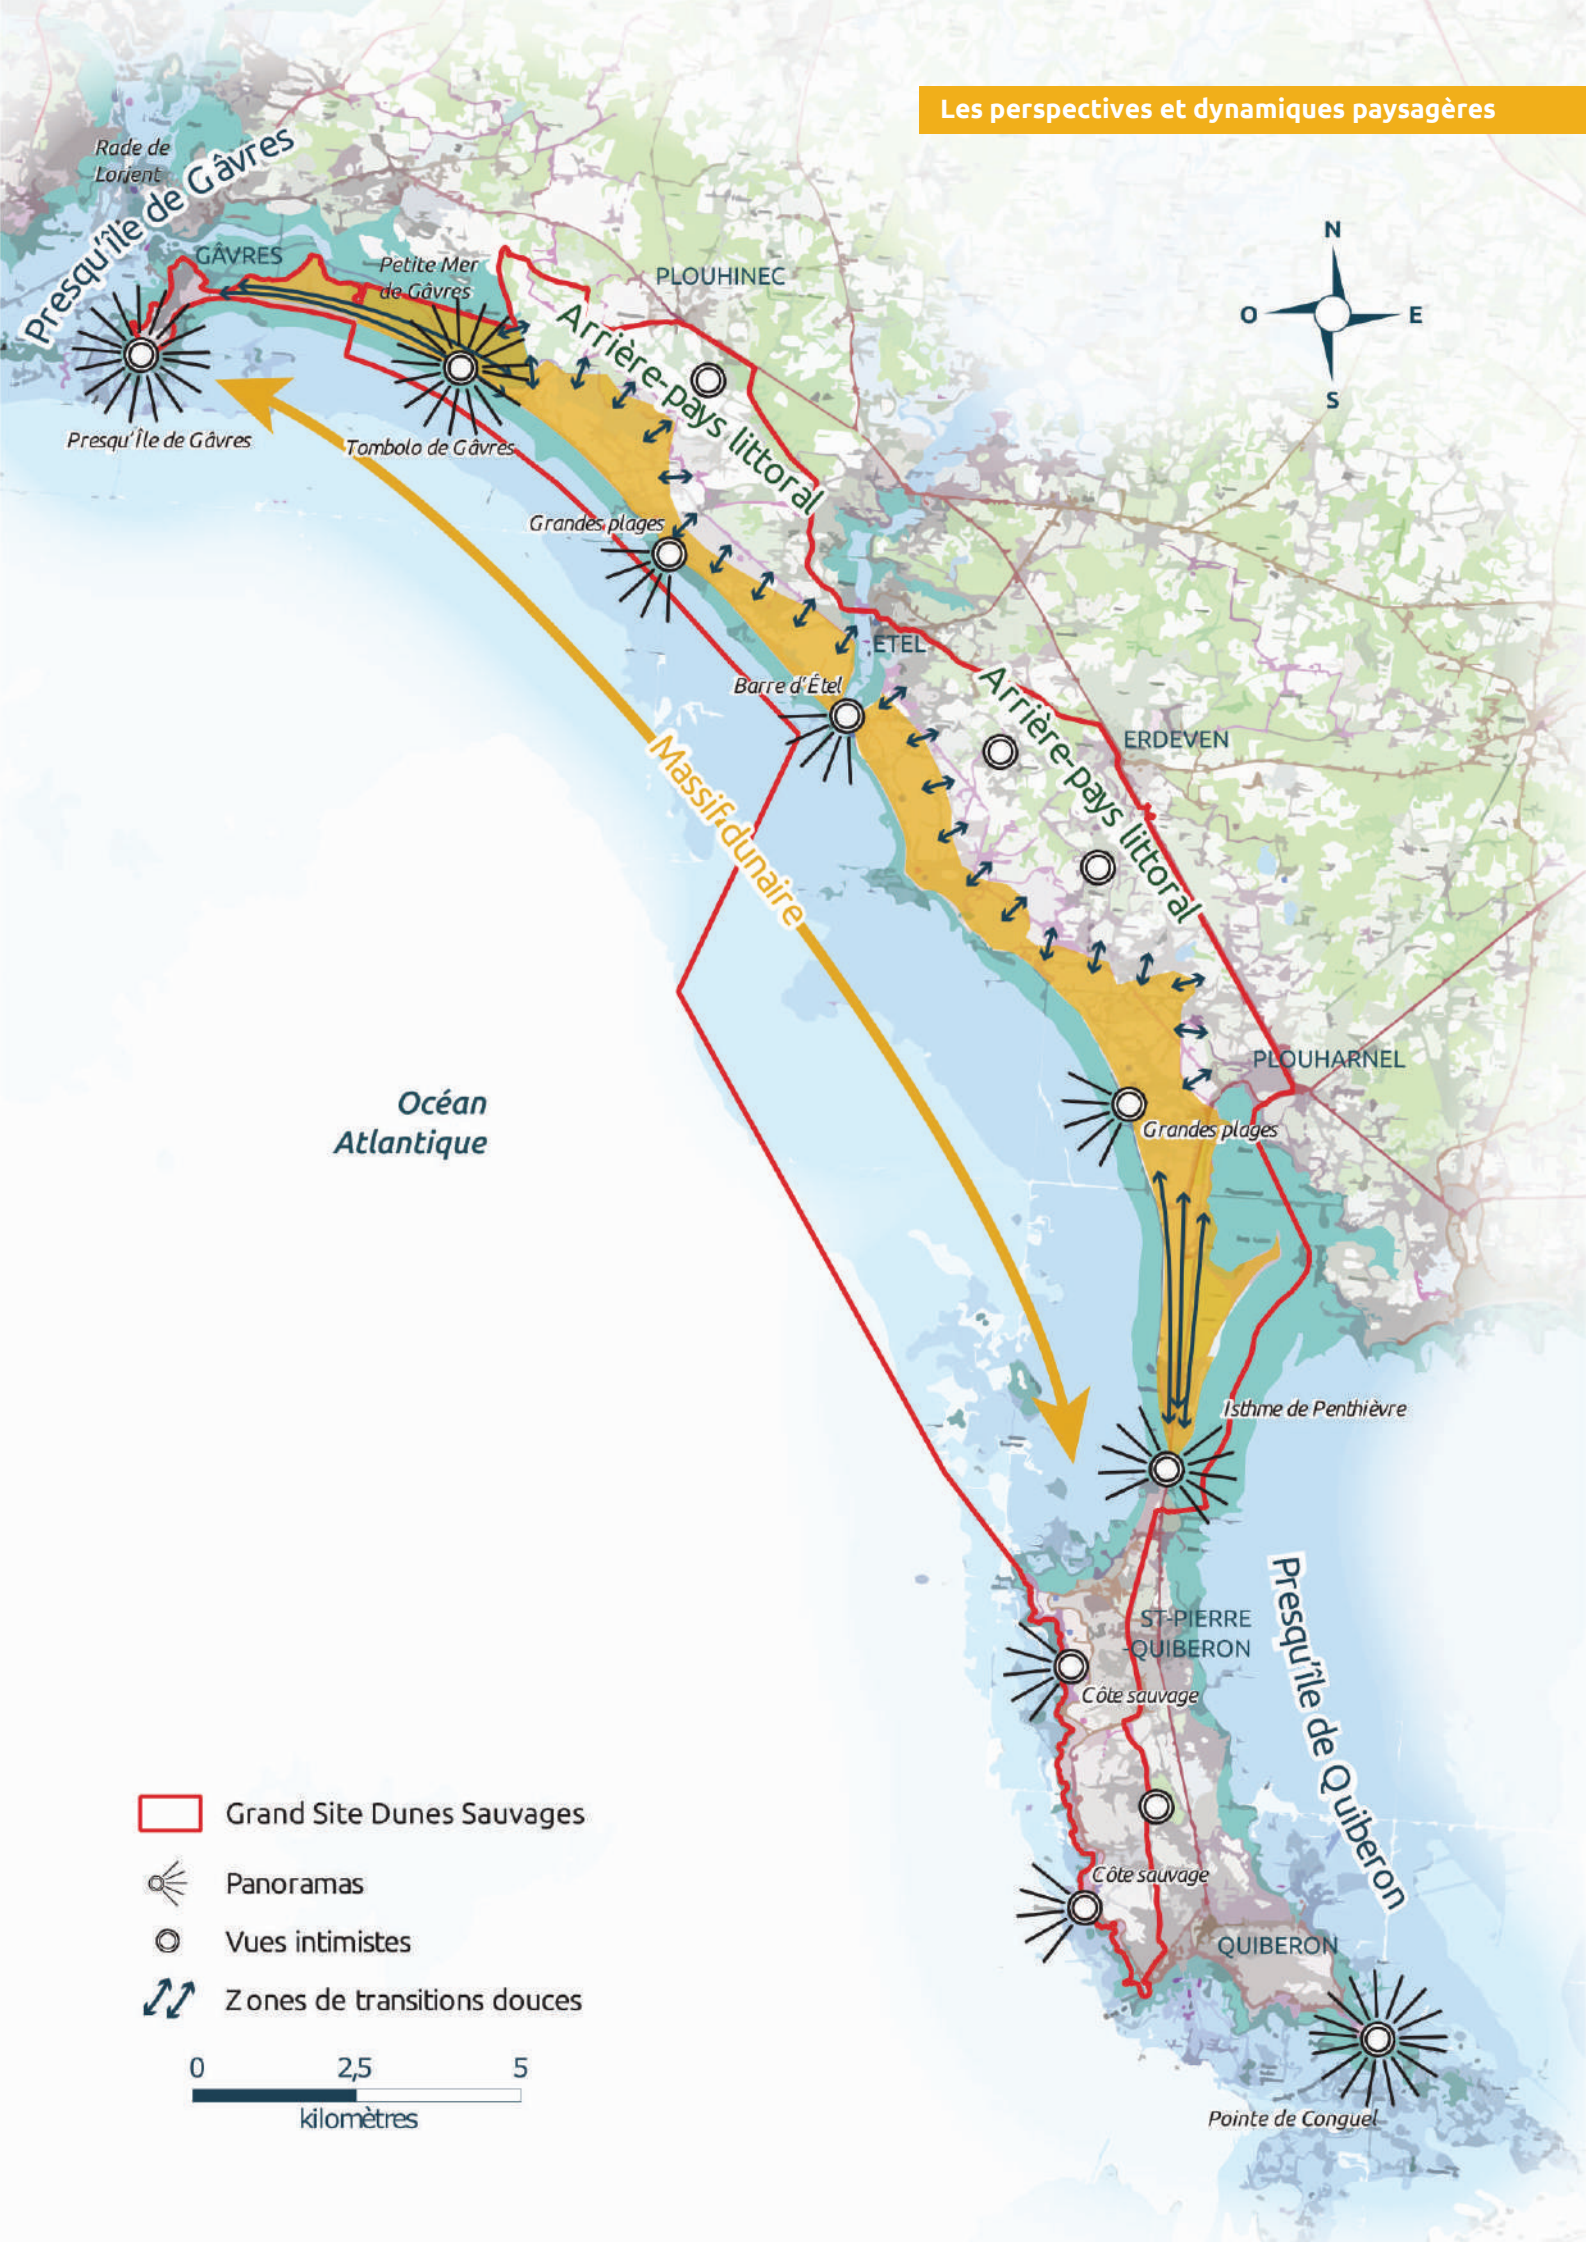 Les perspectives et dynamiques paysagères
Rade de
Lorient
Presqu'île de Gâvres
GÂVRES
Petite Mer
de Gâvres
PLOUHINEC
N
O
E
S
Arrière-pays littoral
Presqu'Île de Gâvres
Tombolo de Gâvres
Grandes plages
ETEL
Barre d'Étel
Arrière-pays littoral
ERDEVEN
Massif dunaire
PLOUHARNEL
Océan
Atlantique
Grandes plages
Isthme de Penthièvre
Presqu'île de Quiberon
ST-PIERRE
-QUIBERON
Côte sauvage
Côte sauvage
QUIBERON
Pointe de Conguel
Grand Site Dunes Sauvages
Panoramas
Vues intimistes
Zones de transitions douces
0 2,5 5
kilomètres